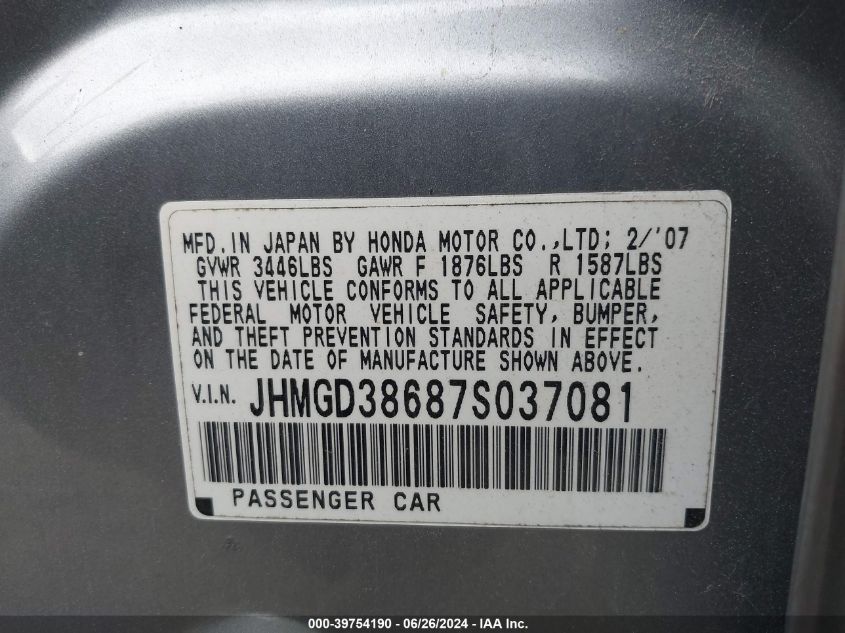 MFD.IN JAPAN BY HONDA MOTOR CO.,LTD; 2/'07
GVWR 3446LBS GAWR F 1876LBS R 1587LBS
THIS VEHICLE CONFORMS TO ALL APPLICABLE
FEDERAL MOTOR VEHICLE SAFETY, BUMPER,
AND THEFT PREVENTION STANDARDS IN EFFECT
ON THE DATE OF MANUFACTURE SHOWN ABOVE.
V.I.N. JHMGD38687S037081
PASSENGER CAR
000-39754190 - 06/26/2024 - IAA Inc.